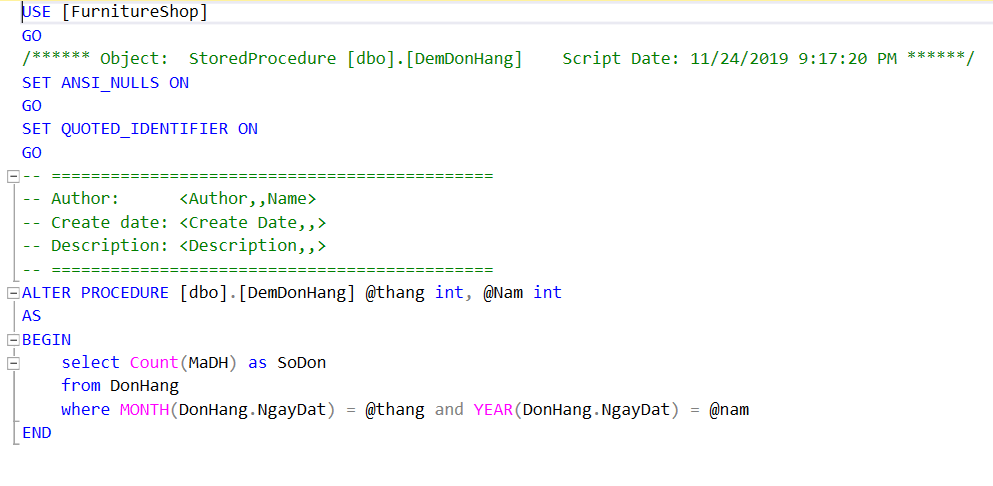 USE [FurnitureShop]
GO
/****** Object:  StoredProcedure [dbo].[DemDonHang]    Script Date: 11/24/2019 9:17:20 PM ******/
SET ANSI_NULLS ON
GO
SET QUOTED_IDENTIFIER ON
GO
-- =============================================
-- Author:      <Author,,Name>
-- Create date: <Create Date,,>
-- Description: <Description,,>
-- =============================================
ALTER PROCEDURE [dbo].[DemDonHang] @thang int, @Nam int
AS
BEGIN
    select Count(MaDH) as SoDon
    from DonHang
    where MONTH(DonHang.NgayDat) = @thang and YEAR(DonHang.NgayDat) = @nam
END